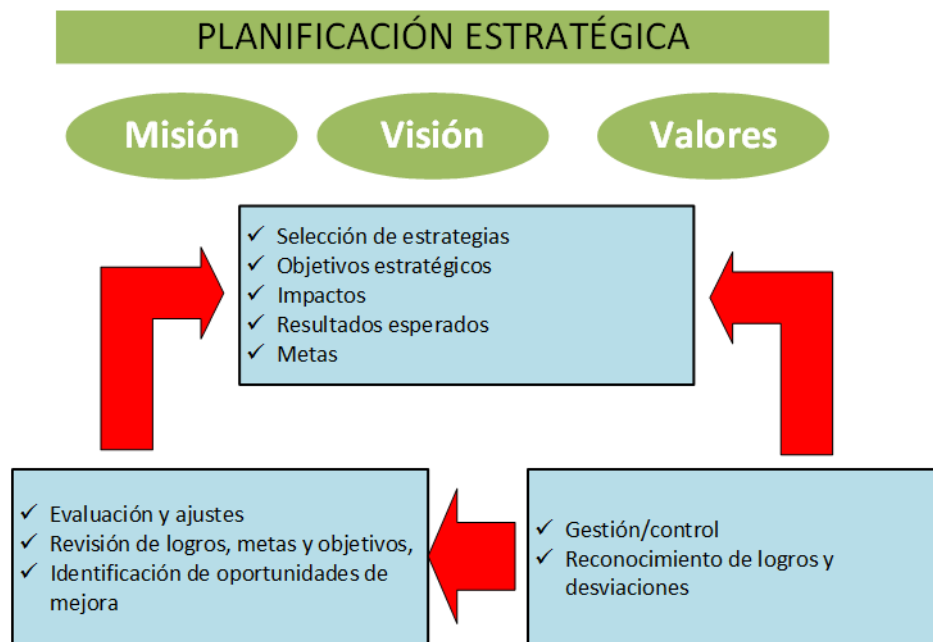 PLANIFICACIÓN ESTRATÉGICA
Misión
Visión
Valores
✓ Selección de estrategias
✓ Objetivos estratégicos
✓ Impactos
✓ Resultados esperados
✓ Metas
✓ Evaluación y ajustes
✓ Revisión de logros, metas y objetivos,
✓ Identificación de oportunidades de
mejora
✓ Gestión/control
✓ Reconocimiento de logros y
desviaciones